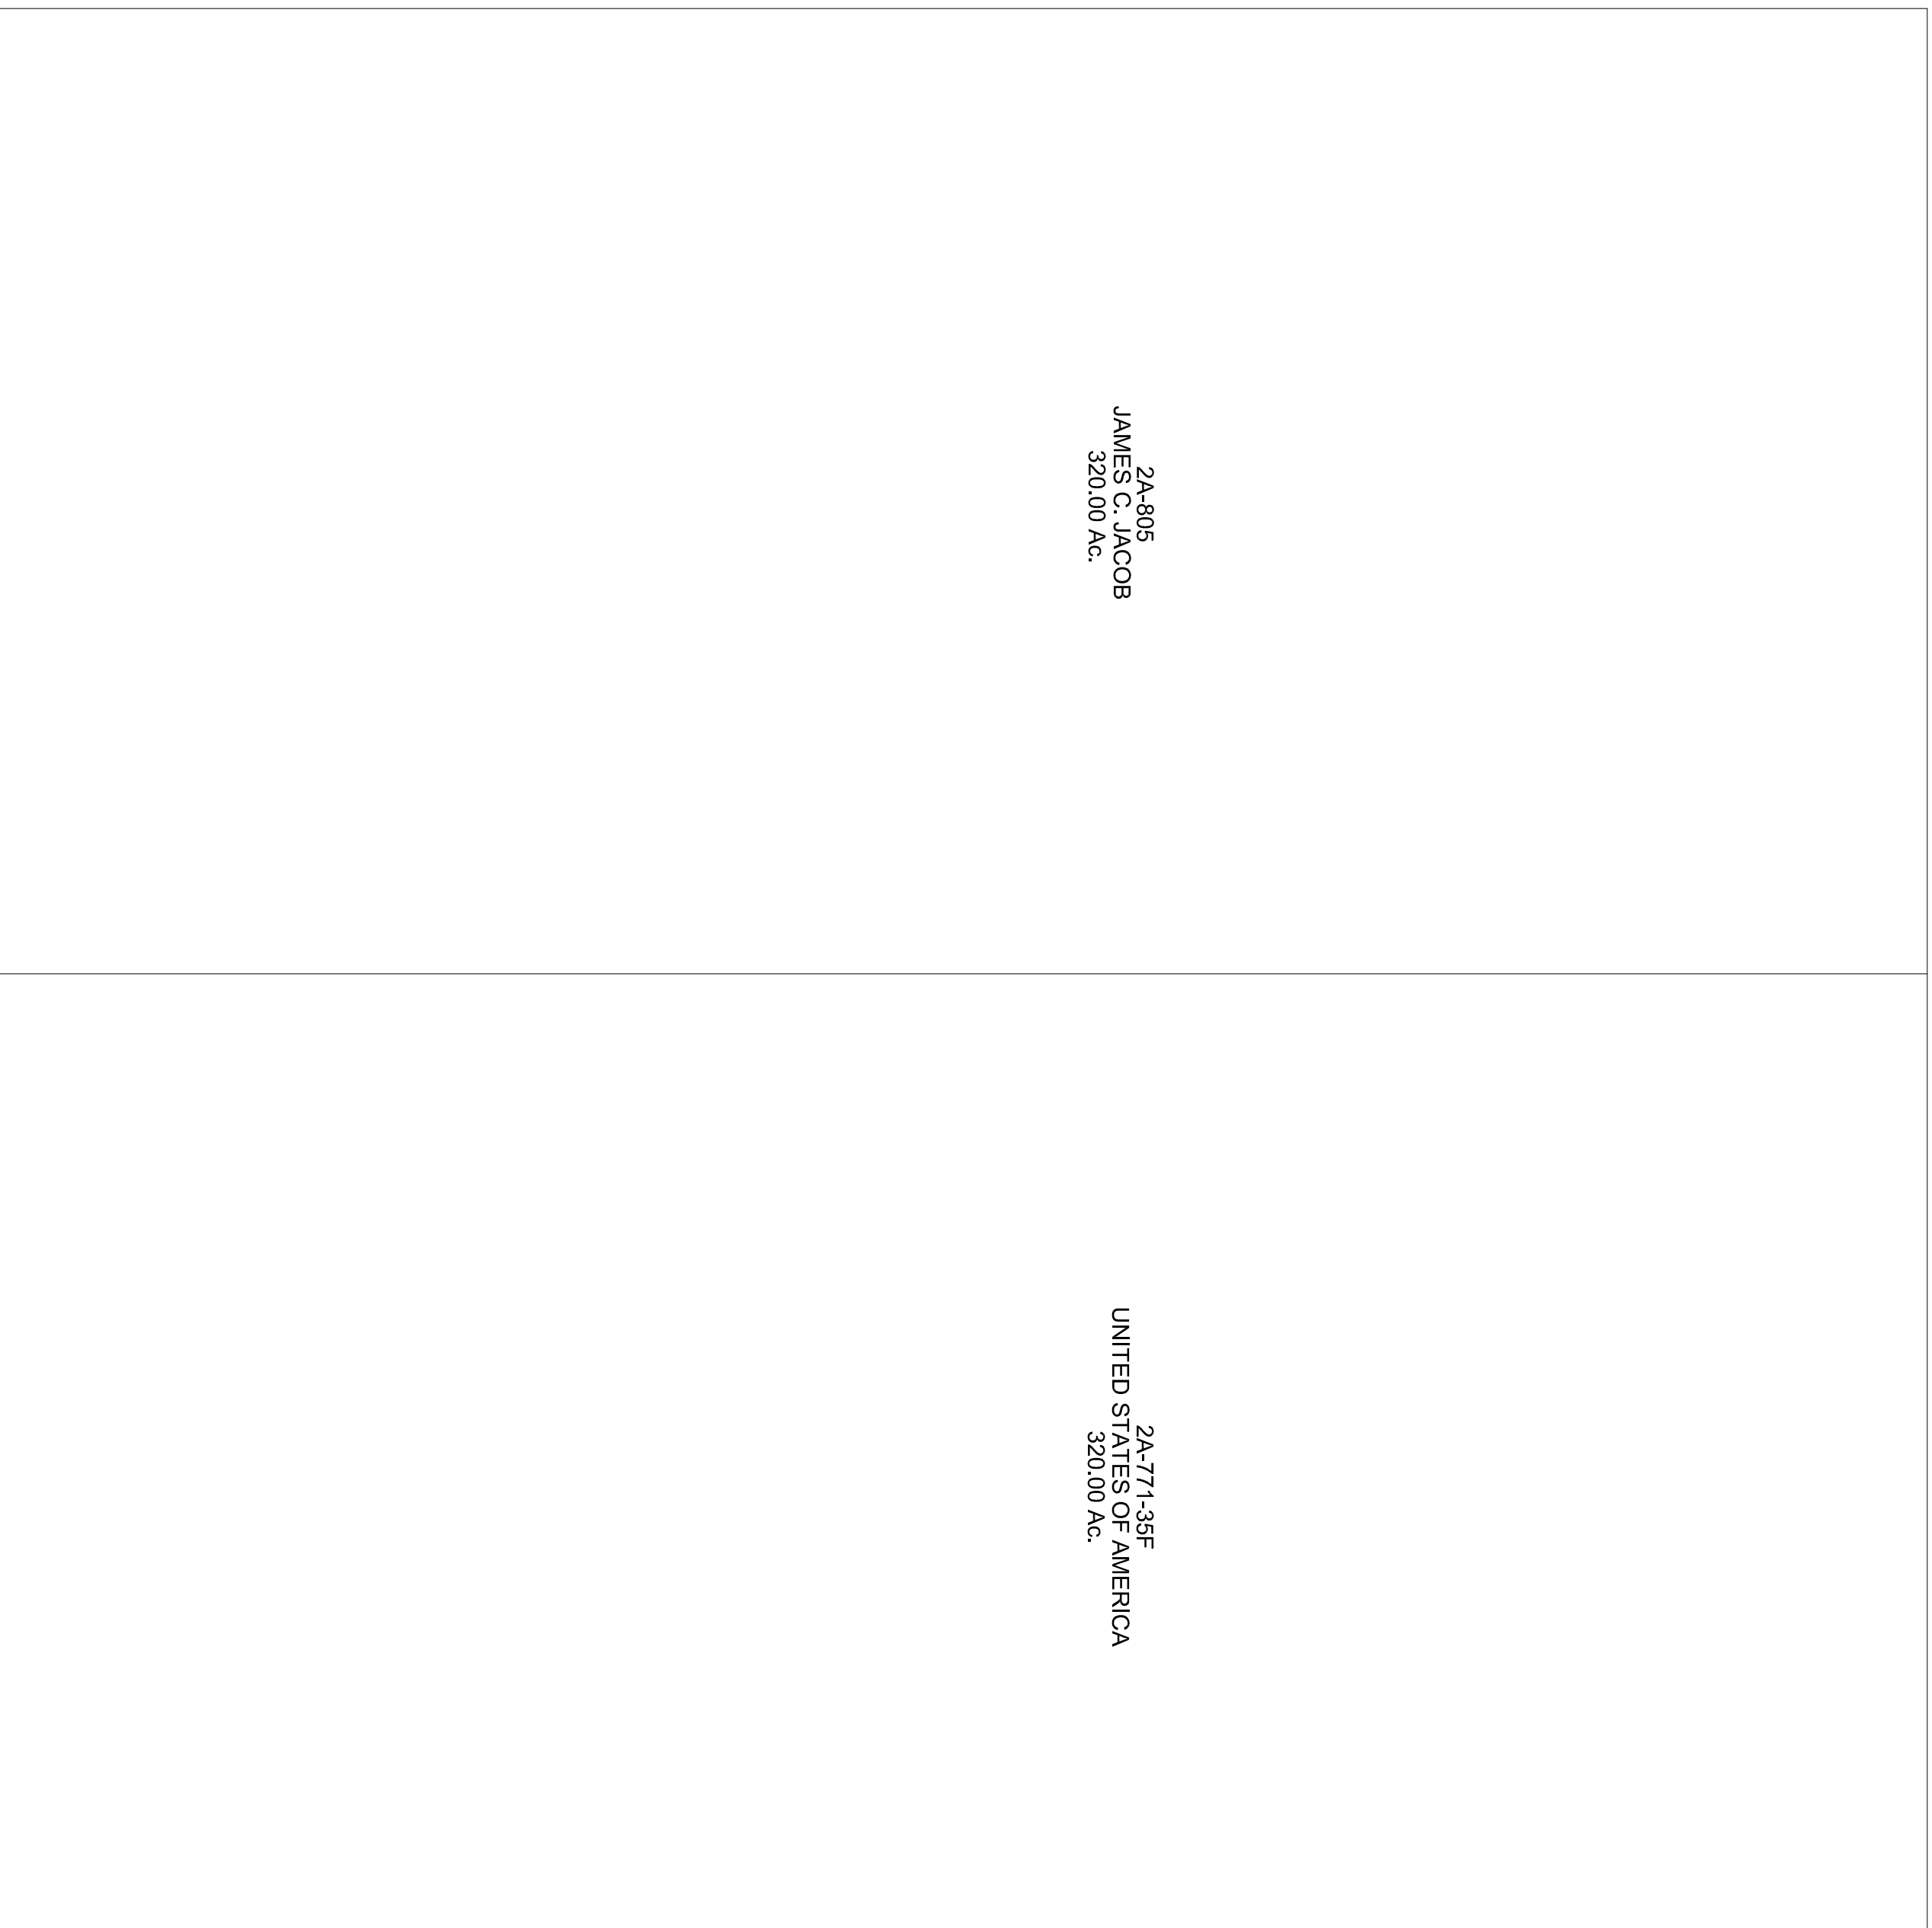 2A-805
JAMES C. JACOB
320.00 Ac.
2A-771-35F
UNITED STATES OF AMERICA
320.00 Ac.